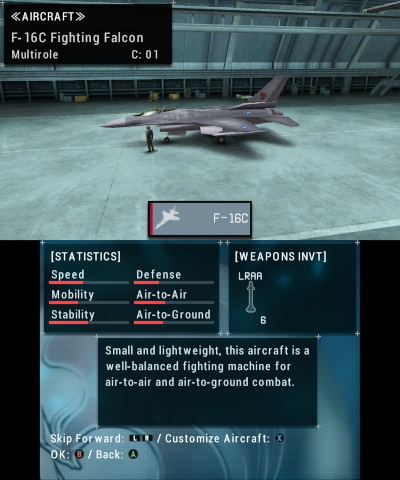 ≪AIRCRAFT≫
F-16C Fighting Falcon
Multirole C: 01
F-16C
[STATISTICS]
Speed Defense
Mobility Air-to-Air
Stability Air-to-Ground
[WEAPONS INVT]
LRAA
6
Small and lightweight, this aircraft is a
well-balanced fighting machine for
air-to-air and air-to-ground combat.
Skip Forward: L R / Customize Aircraft: X
OK: B / Back: A